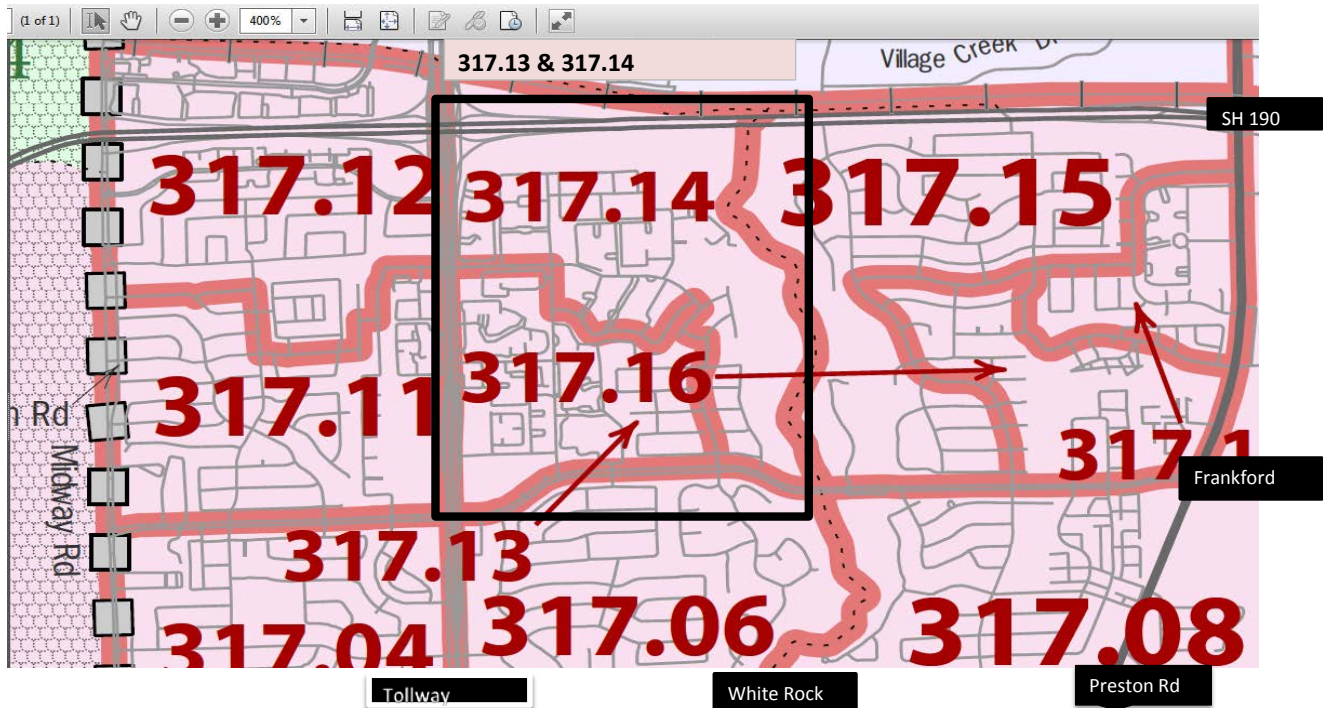 (1 of 1) 400%
317.13 & 317.14
Village Creek Dr
SH 190
317.12
317.14
317.15
317.16
317.11
Rd
317.1
Frankford
Midway Rd
317.13
317.06
317.08
317.04
Tollway
White Rock
Preston Rd